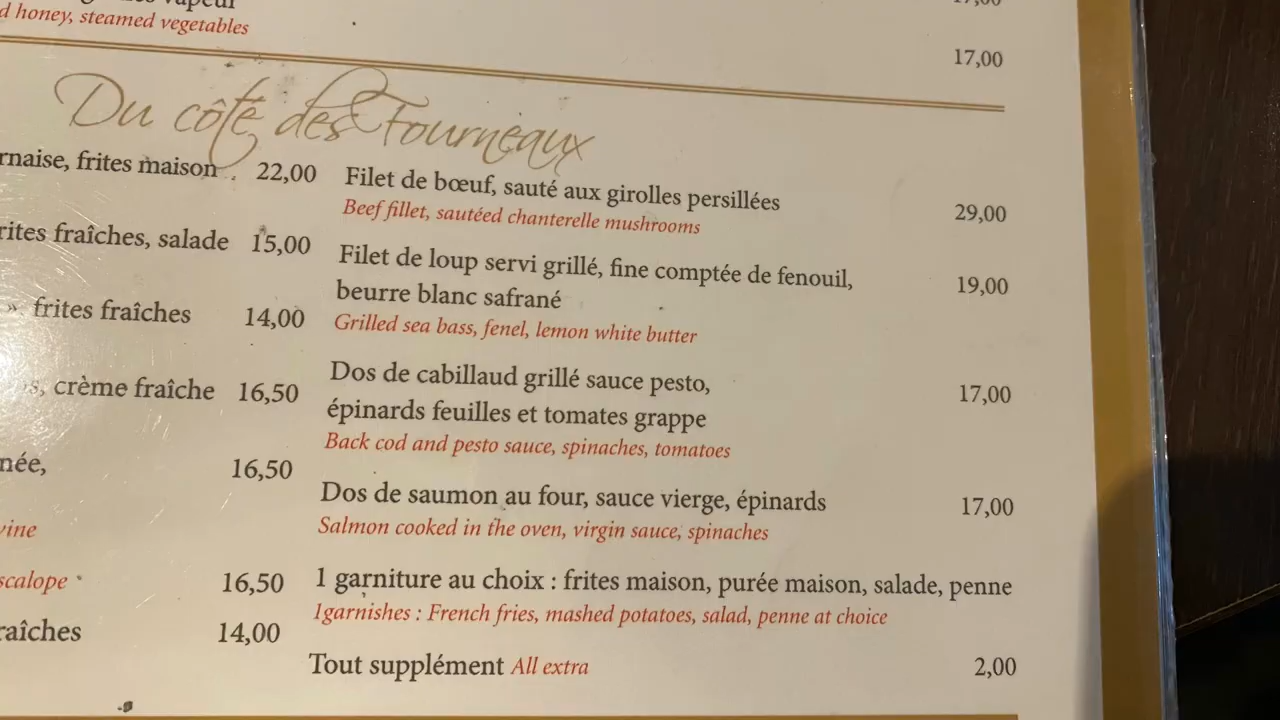 d honey, steamed vegetables
17,00
Du côté des Fourneaux
rnaise, frites maison 22,00
rites fraîches, salade 15,00
» frites fraîches 14,00
, crème fraîche 16,50
née, 16,50
vine
scalope 16,50
raîches 14,00
Filet de bœuf, sauté aux girolles persillées 29,00
Beef fillet, sautéed chanterelle mushrooms
Filet de loup servi grillé, fine comptée de fenouil, 19,00
beurre blanc safrané
Grilled sea bass, fenel, lemon white butter
Dos de cabillaud grillé sauce pesto, 17,00
épinards feuilles et tomates grappe
Back cod and pesto sauce, spinaches, tomatoes
Dos de saumon au four, sauce vierge, épinards 17,00
Salmon cooked in the oven, virgin sauce, spinaches
1 garniture au choix : frites maison, purée maison, salade, penne
1garnishes : French fries, mashed potatoes, salad, penne at choice
Tout supplément All extra 2,00